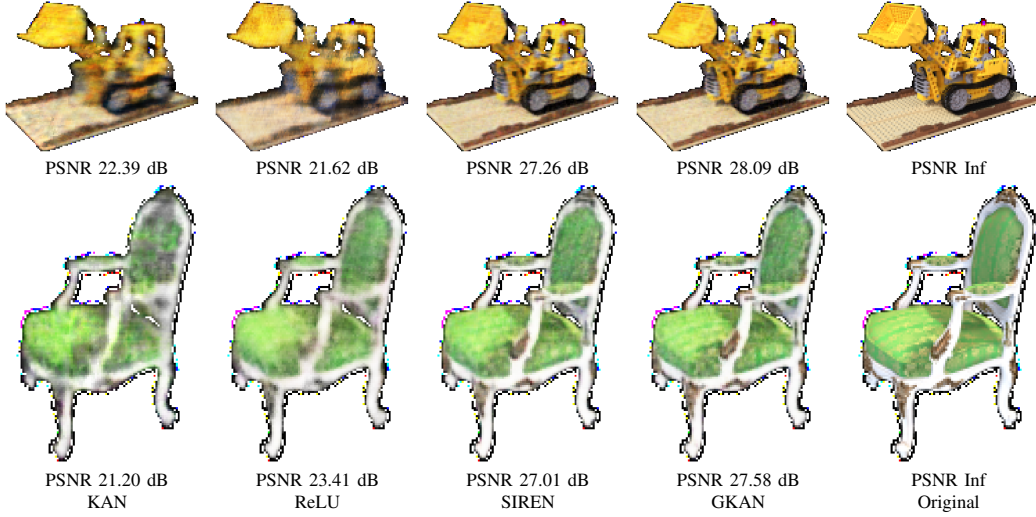 PSNR 22.39 dB PSNR 21.62 dB PSNR 27.26 dB PSNR 28.09 dB PSNR Inf
PSNR 21.20 dB PSNR 23.41 dB PSNR 27.01 dB PSNR 27.58 dB PSNR Inf
KAN ReLU SIREN GKAN Original